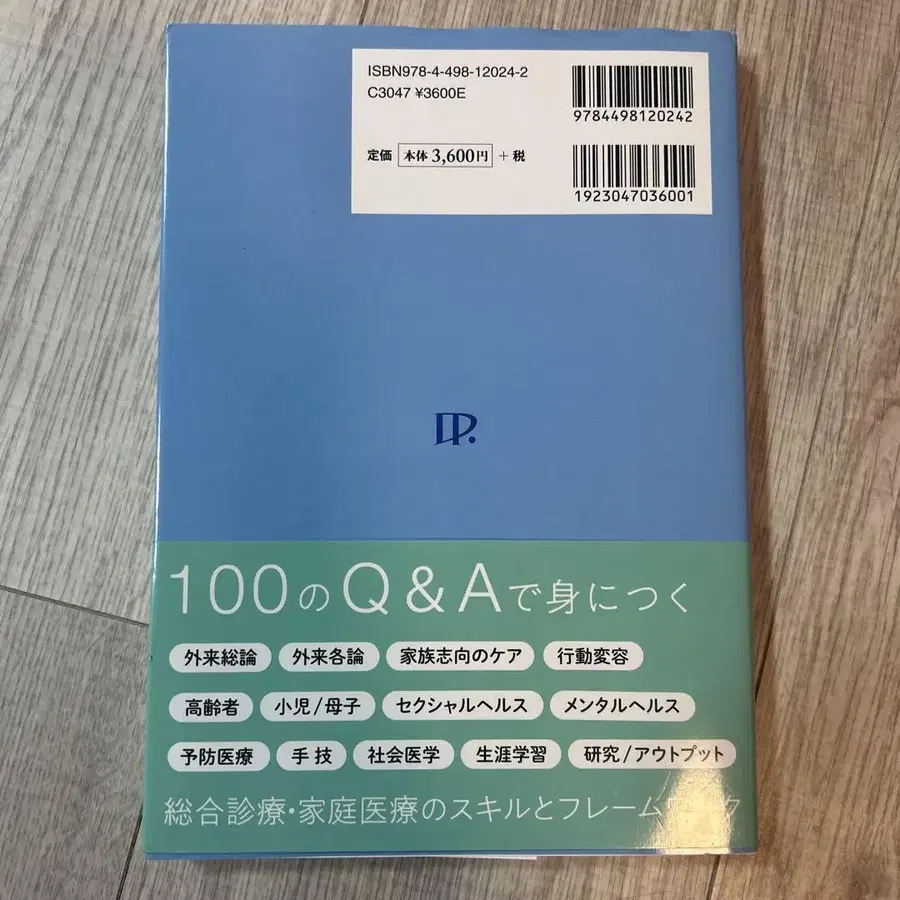 ISBN978-4-498-12024-2
C3047 ¥3600E
9784498120242
定価 本体 3,600円 + 税
1923047036001
100のQ&Aで身につく
外来総論 外来各論 家族志向のケア 行動変容
高齢者 小児/母子 セクシャルヘルス メンタルヘルス
予防医療 手技 社会医学 生涯学習 研究/アウトプット
総合診療・家庭医療のスキルとフレームワーク